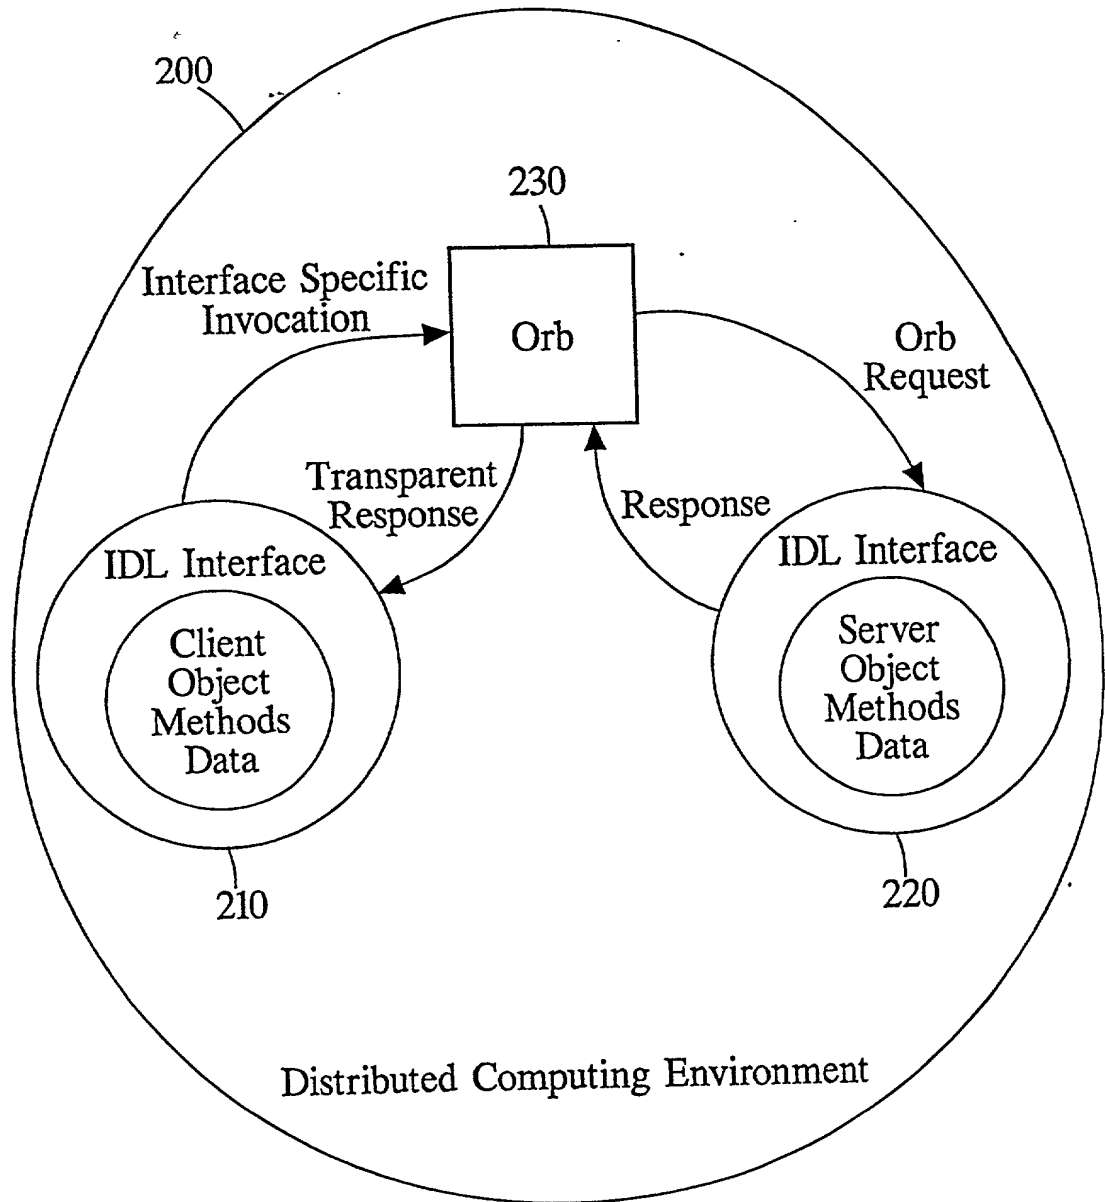 200
230
Interface Specific
Invocation
Orb
Orb
Request
Transparent
Response
Response
IDL Interface
Client
Object
Methods
Data
IDL Interface
Server
Object
Methods
Data
210
220
Distributed Computing Environment